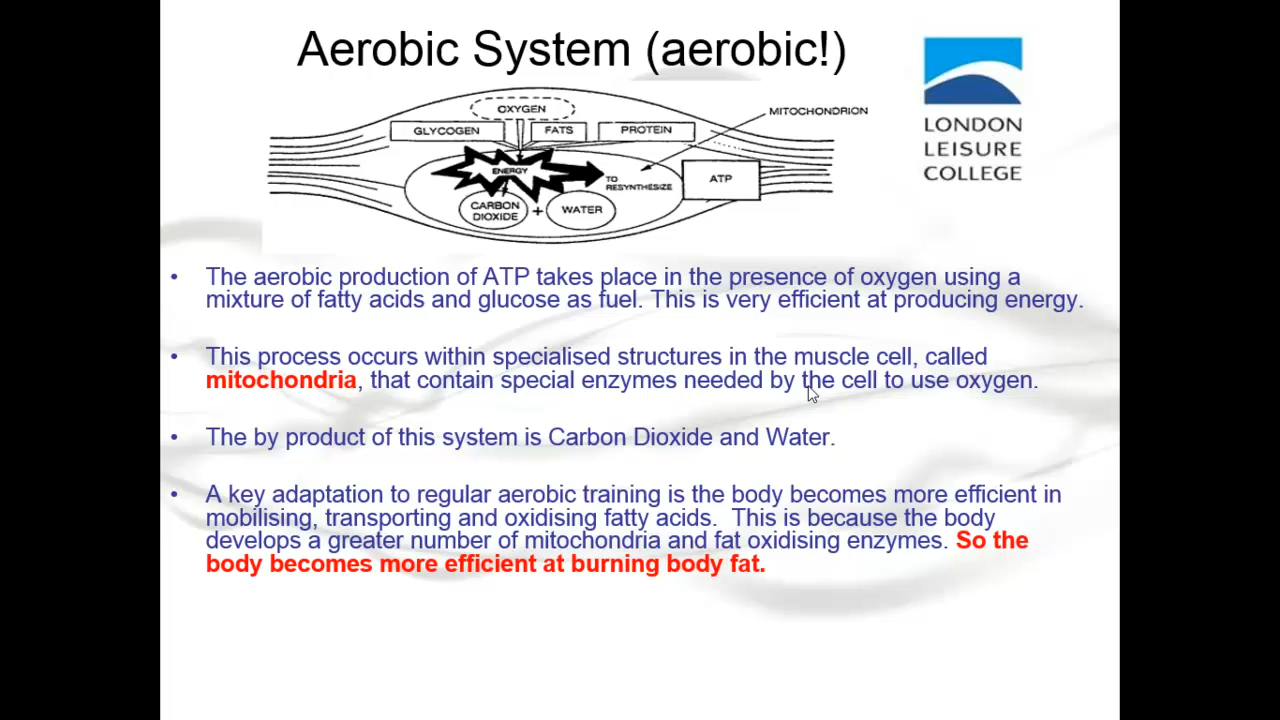 Aerobic System (aerobic!)
OXYGEN
MITOCHONDRION
GLYCOGEN
FATS
PROTEIN
ENERGY
TO
RESYNTHESIZE
ATP
CARBON
DIOXIDE
+
WATER
LONDON
LEISURE
COLLEGE
• The aerobic production of ATP takes place in the presence of oxygen using a
mixture of fatty acids and glucose as fuel. This is very efficient at producing energy.
• This process occurs within specialised structures in the muscle cell, called
mitochondria, that contain special enzymes needed by the cell to use oxygen.
• The by product of this system is Carbon Dioxide and Water.
• A key adaptation to regular aerobic training is the body becomes more efficient in
mobilising, transporting and oxidising fatty acids. This is because the body
develops a greater number of mitochondria and fat oxidising enzymes. So the
body becomes more efficient at burning body fat.